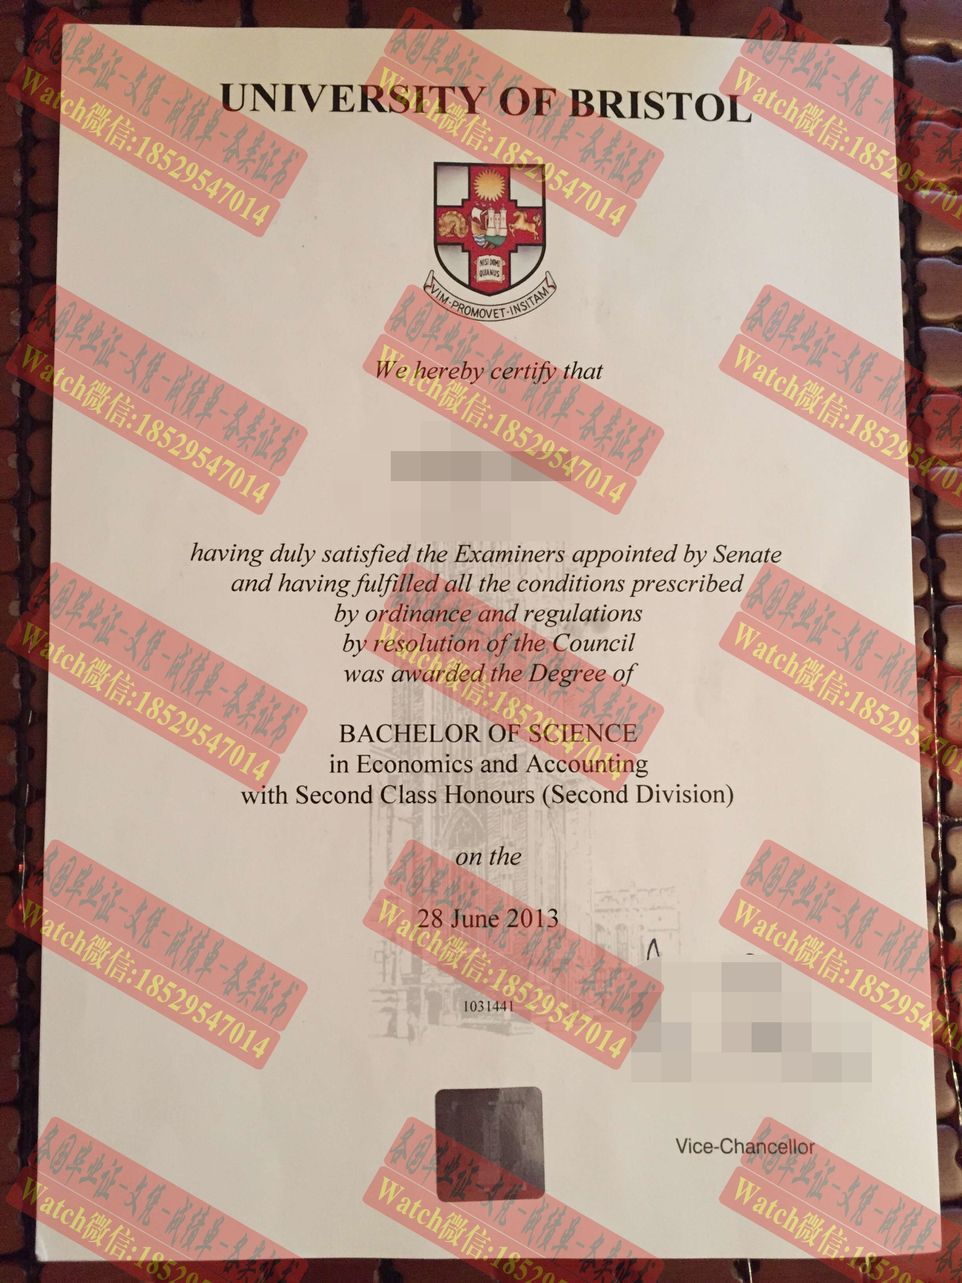 UNIVERSITY OF BRISTOL
NISI DOMI
QUIANUS
VIM·PROMOVET·INSITAM
We hereby certify that
having duly satisfied the Examiners appointed by Senate
and having fulfilled all the conditions prescribed
by ordinance and regulations
by resolution of the Council
was awarded the Degree of
BACHELOR OF SCIENCE
in Economics and Accounting
with Second Class Honours (Second Division)
on the
28 June 2013
1031441
Vice-Chancellor
各国毕业证-文凭-成绩单-各类证书
Watch微信:18529547014